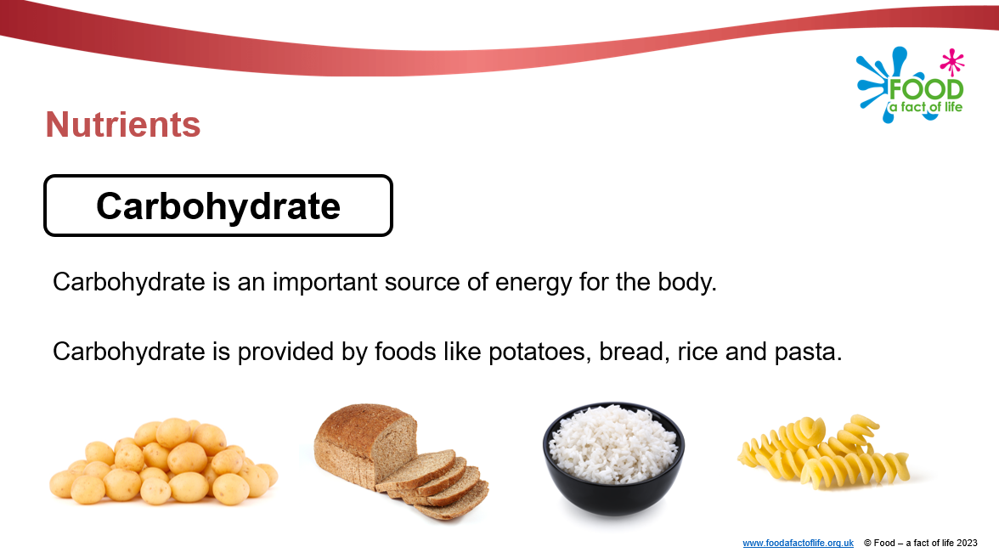 FOOD
a fact of life
Nutrients
Carbohydrate
Carbohydrate is an important source of energy for the body.
Carbohydrate is provided by foods like potatoes, bread, rice and pasta.
www.foodafactoflife.org.uk © Food – a fact of life 2023